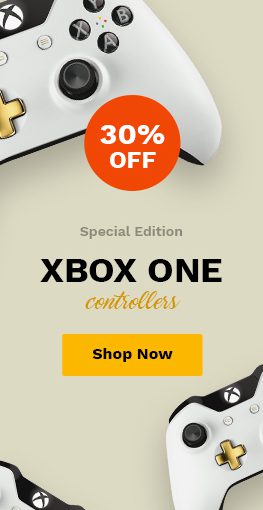 Y
X
B
A
30%
OFF
Special Edition
XBOX ONE
controllers
Shop Now